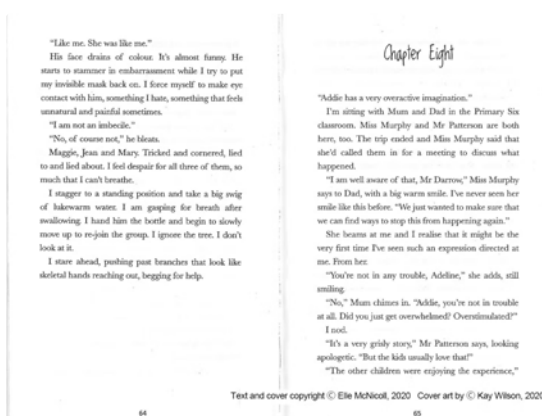 "Like me. She was like me."
His face drains of colour. It's almost funny. He
starts to stammer in embarrassment while I try to put
my invisible mask back on. I force myself to make eye
contact with him, something I hate, something that feels
unnatural and painful sometimes.
"I am not an imbecile."
"No, of course not," he bleats.
Maggie, Jean and Mary. Tricked and cornered, lied
to and lied about. I feel despair for all three of them, so
much that I can't breathe.
I stagger to a standing position and take a big swig
of lukewarm water. I am gasping for breath after
swallowing. I hand him the bottle and begin to slowly
move up to re-join the group. I ignore the tree. I don't
look at it.
I stare ahead, pushing past branches that look like
skeletal hands reaching out, begging for help.
64
Chapter Eight
"Addie has a very overactive imagination."
I'm sitting with Mum and Dad in the Primary Six
classroom. Miss Murphy and Mr Patterson are both
here, too. The trip ended and Miss Murphy said that
she'd called them in for a meeting to discuss what
happened.
"I am well aware of that, Mr Darrow," Miss Murphy
says to Dad, with a big warm smile. I've never seen her
smile like this before. "We just wanted to make sure that
we can find ways to stop this from happening again."
She beams at me and I realise that it might be the
very first time I've seen such an expression directed at
me. From her.
"You're not in any trouble, Adeline," she adds, still
smiling.
"No," Mum chimes in. "Addie, you're not in trouble
at all. Did you just get overwhelmed? Overstimulated?"
I nod.
"It's a very grisly story," Mr Patterson says, looking
apologetic. "But the kids usually love that!"
"The other children were enjoying the experience,"
Text and cover copyright © Elle McNicoll, 2020 Cover art by © Kay Wilson, 2020
65